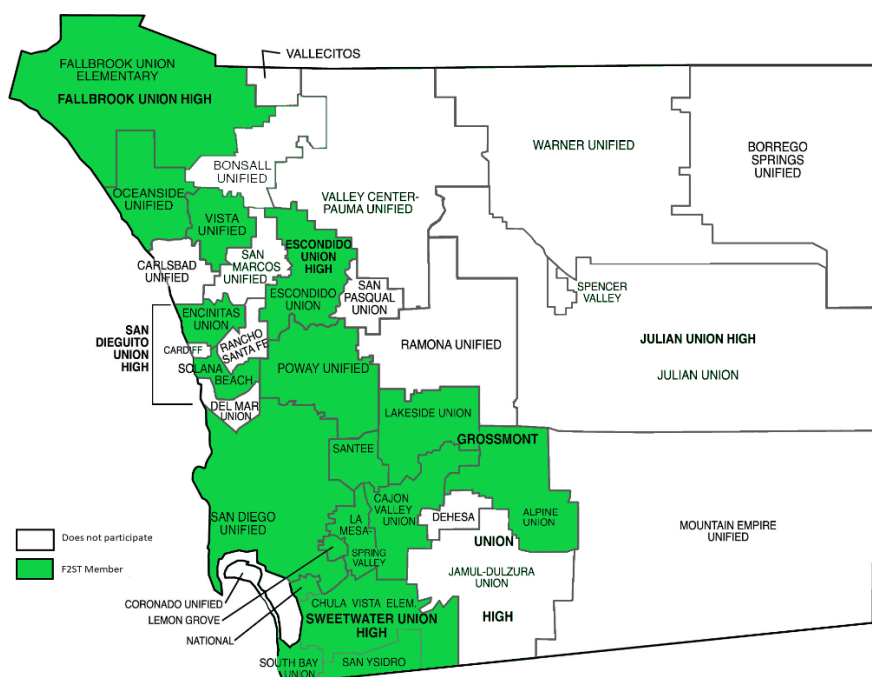 VALLECITOS
FALLBROOK UNION
ELEMENTARY
FALLBROOK UNION HIGH
WARNER UNIFIED
BORREGO
SPRINGS
UNIFIED
BONSALL
UNIFIED
OCEANSIDE
UNIFIED
VALLEY CENTER-
PAUMA UNIFIED
VISTA
UNIFIED
ESCONDIDO
UNION
HIGH
SAN
MARCOS
UNIFIED
CARLSBAD
UNIFIED
SAN
PASQUAL
UNION
SPENCER
VALLEY
ESCONDIDO
UNION
ENCINITAS
UNION
SAN
DIEGUITO
UNION
HIGH
RANCHO
SANTA FE
CARDIFF
SOLANA
BEACH
RAMONA UNIFIED
JULIAN UNION HIGH
JULIAN UNION
POWAY UNIFIED
DEL MAR
UNION
LAKESIDE UNION
GROSSMONT
SANTEE
CAJON
VALLEY
UNION
SAN DIEGO
UNIFIED
LA
MESA-
SPRING
VALLEY
DEHESA
ALPINE
UNION
MOUNTAIN EMPIRE
UNIFIED
UNION
Does not participate
F2ST Member
JAMUL-DULZURA
UNION
HIGH
CORONADO UNIFIED
LEMON GROVE
NATIONAL
CHULA VISTA ELEM.
SWEETWATER UNION
HIGH
SOUTH BAY
UNION
SAN YSIDRO